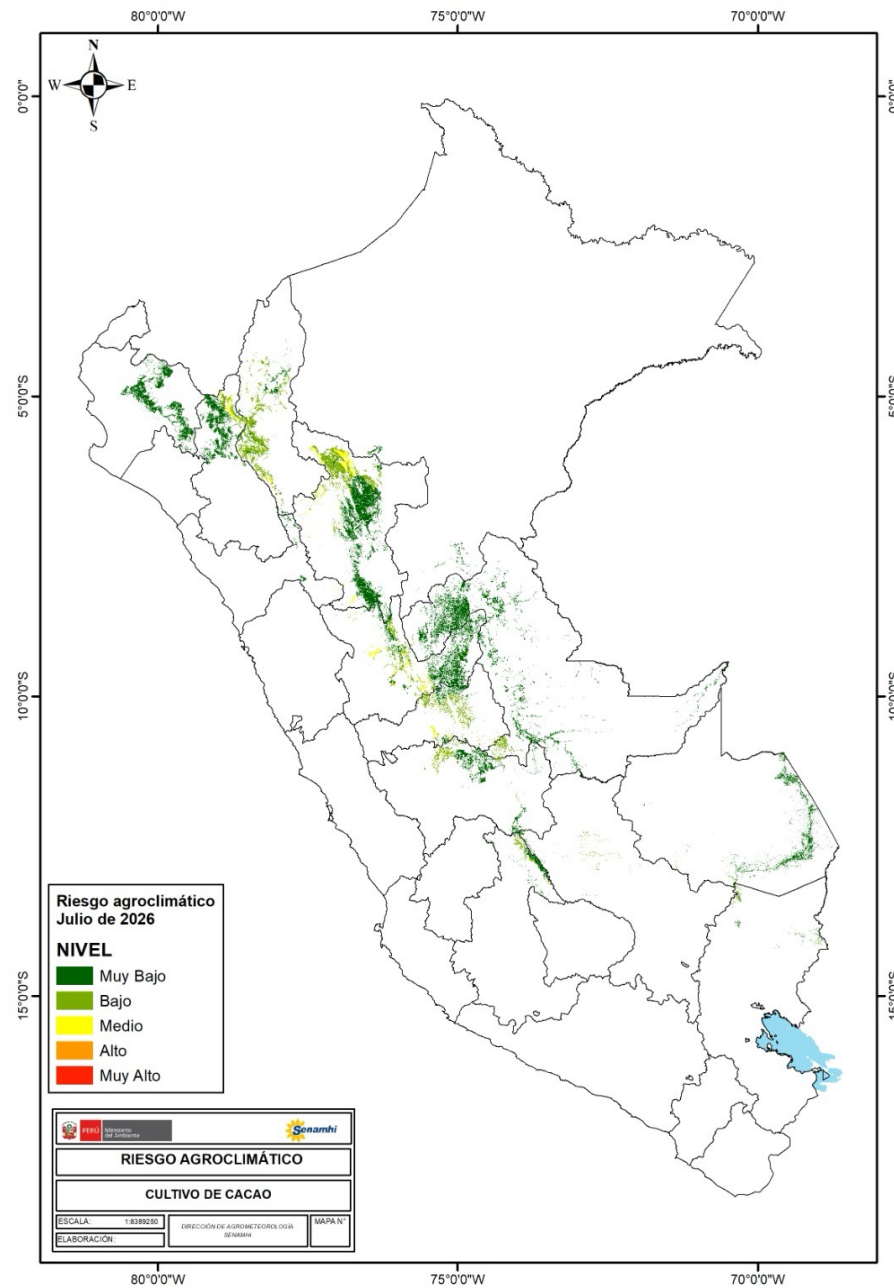 80°0'0"W 75°0'0"W 70°0'0"W
N
W E
S
0°0'0" 0°0'0"
5°0'0"S 5°0'0"S
10°0'0"S 10°0'0"S
15°0'0"S 15°0'0"S
Riesgo agroclimático
Julio de 2026
NIVEL
Muy Bajo
Bajo
Medio
Alto
Muy Alto
PERÚ Ministerio
del Ambiente
Senamhi
RIESGO AGROCLIMÁTICO
CULTIVO DE CACAO
ESCALA: 1:8389250
DIRECCIÓN DE AGROMETEOROLOGÍA
SENAMHI
MAPA N°
ELABORACIÓN:
80°0'0"W 75°0'0"W 70°0'0"W